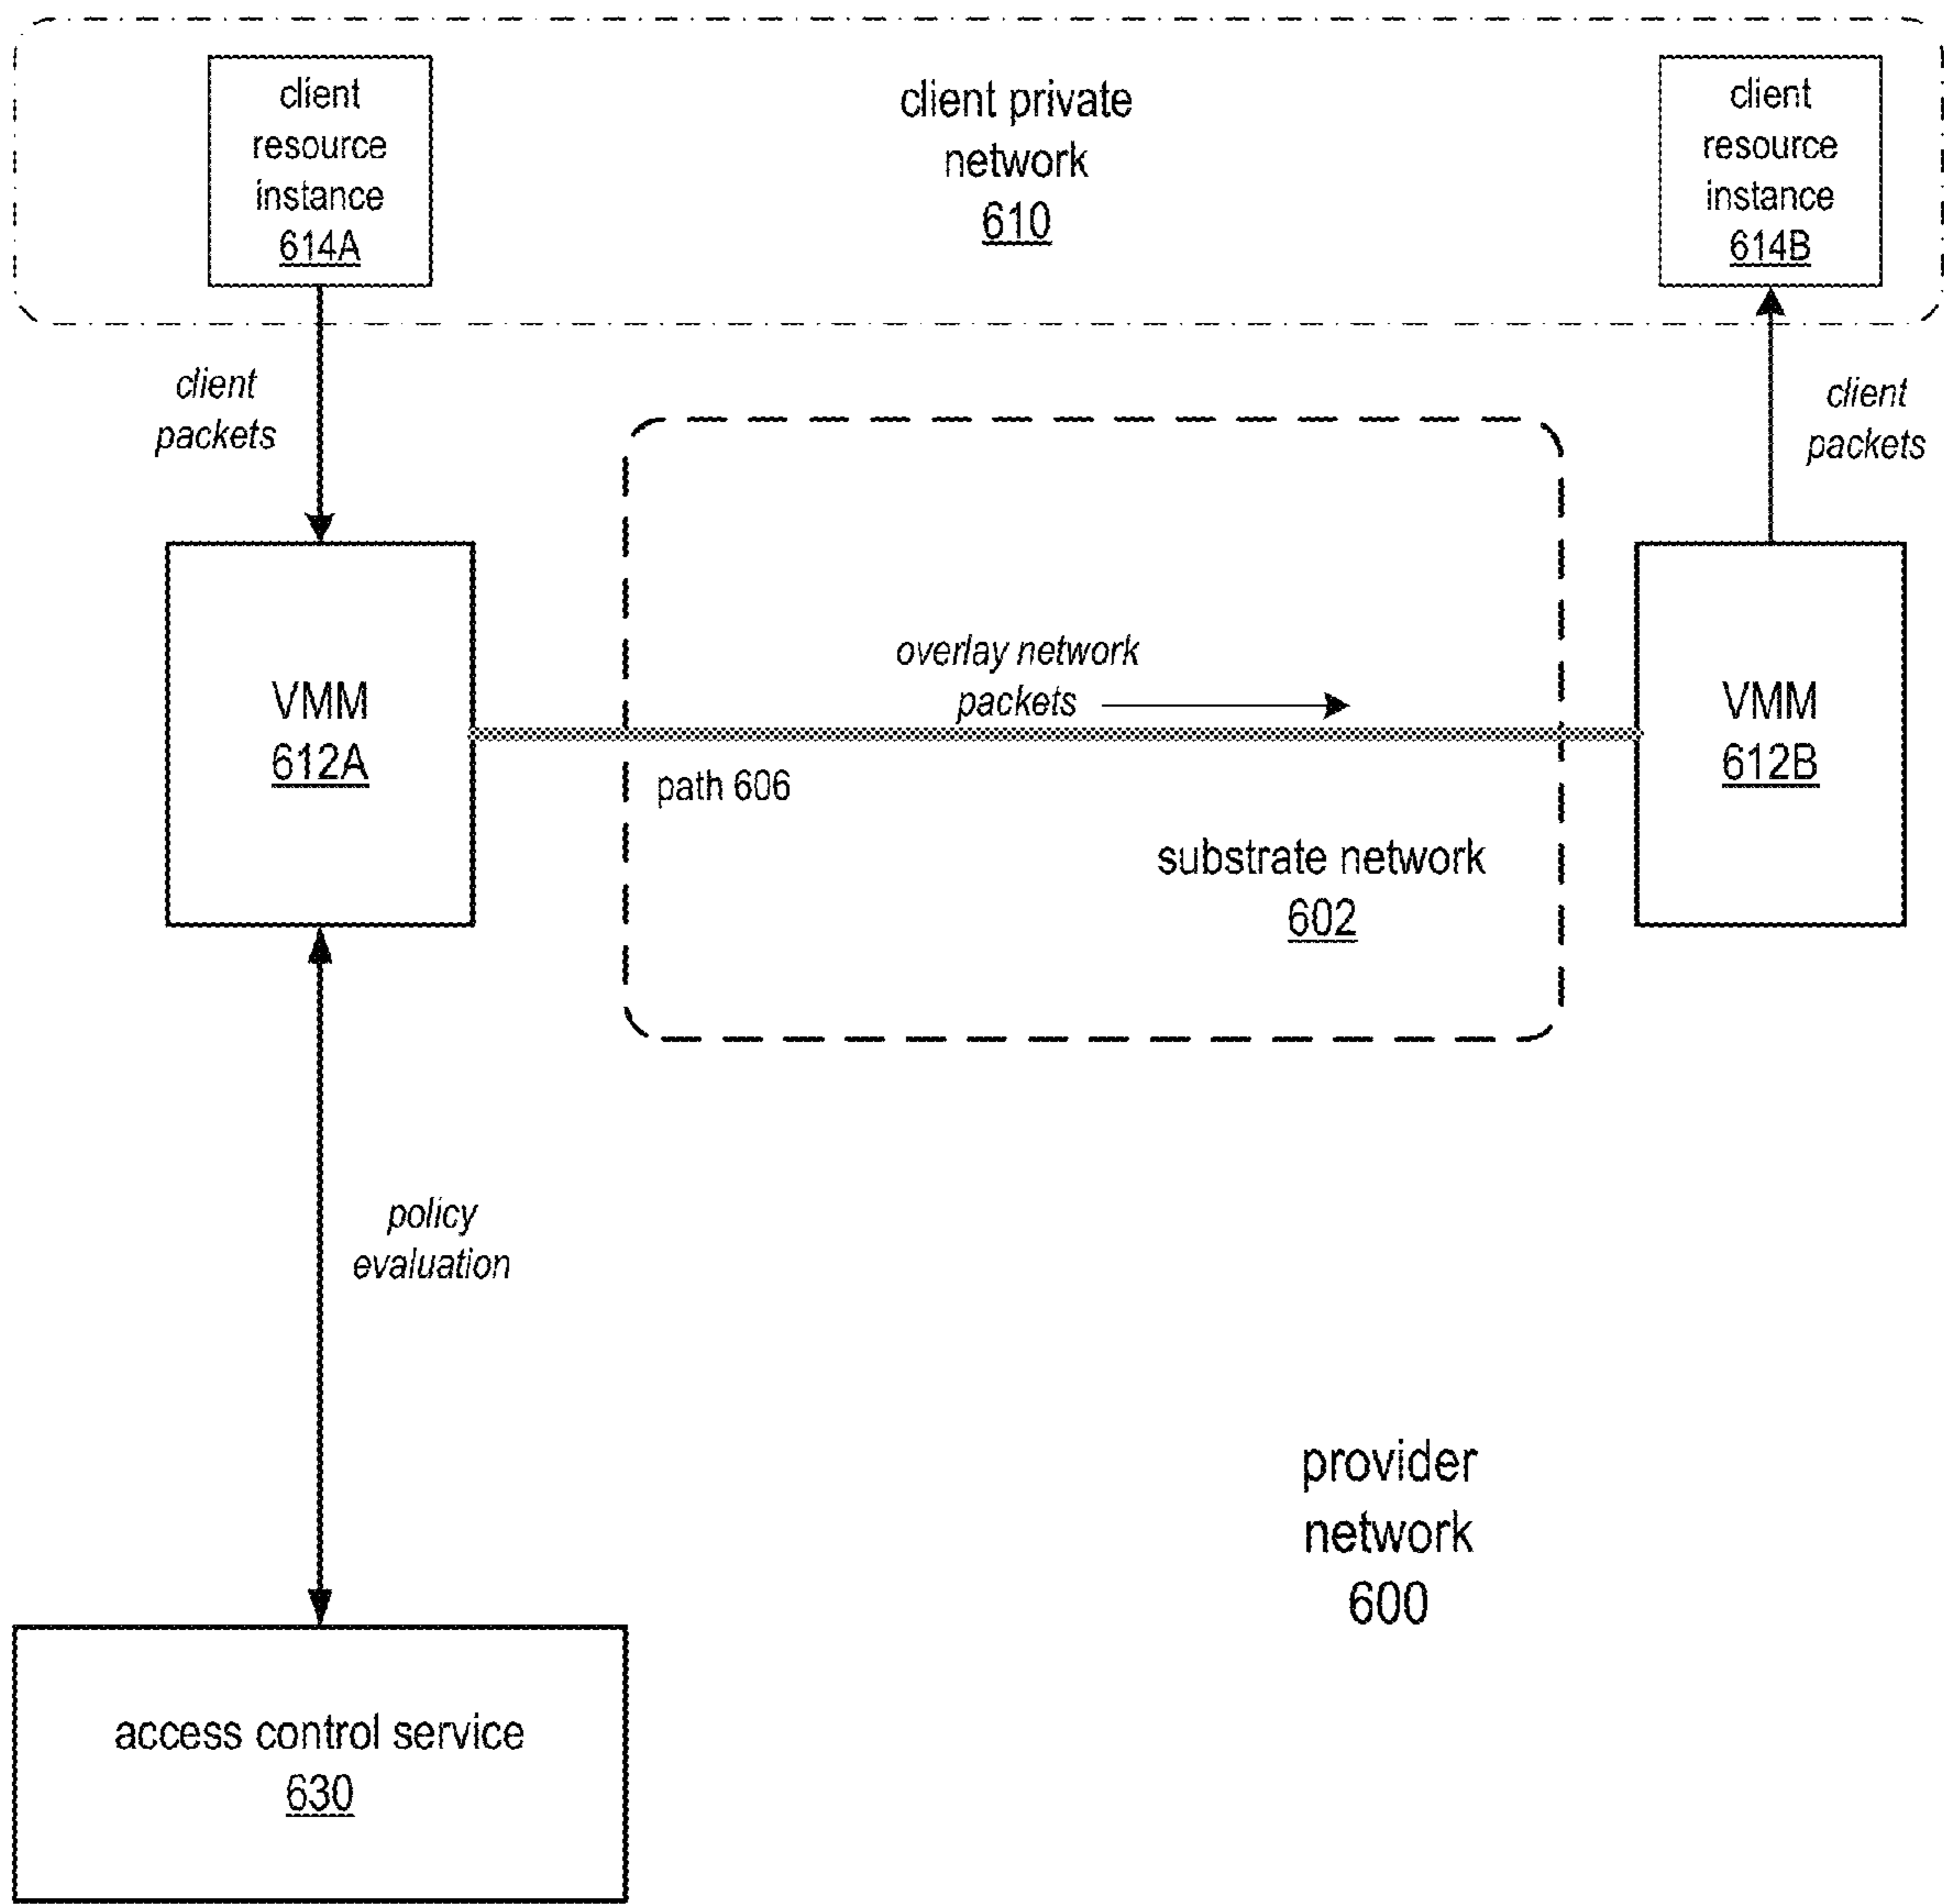 client
resource
instance
614A
client private
network
610
client
resource
instance
614B
client
packets
client
packets
VMM
612A
overlay network
packets
path 606
substrate network
602
VMM
612B
policy
evaluation
provider
network
600
access control service
630